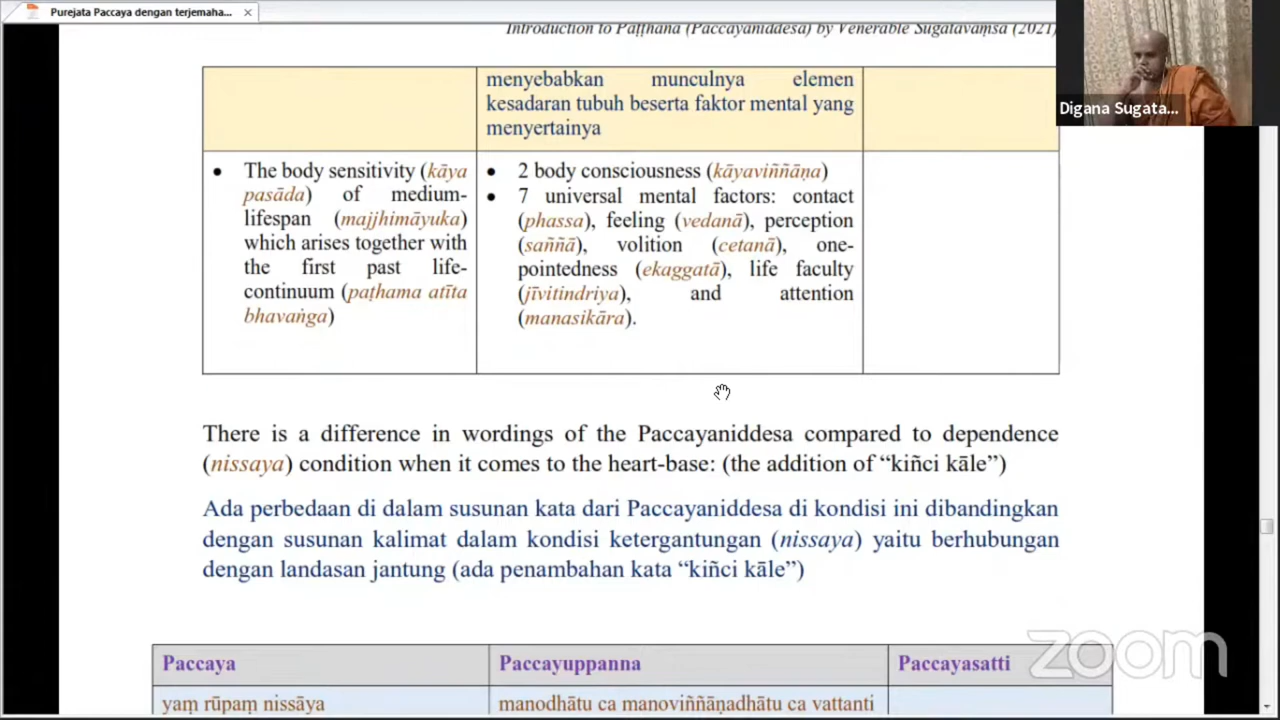 Purejata Paccaya dengan terjemaha...
Introduction to Paṭṭhāna (Paccayaniddesa) by Venerable Sugatavaṃsa (2021)
menyebabkan munculnya elemen
kesadaran tubuh beserta faktor mental yang
menyertainya
Digana Sugata...
• The body sensitivity (kāya
pasāda) of medium-
lifespan (majjhimāyuka)
which arises together with
the first past life-
continuum (paṭhama atīta
bhavaṅga)
• 2 body consciousness (kāyaviññāṇa)
• 7 universal mental factors: contact
(phassa), feeling (vedanā), perception
(saññā), volition (cetanā), one-
pointedness (ekaggatā), life faculty
(jīvitindriya), and attention
(manasikāra).
There is a difference in wordings of the Paccayaniddesa compared to dependence
(nissaya) condition when it comes to the heart-base: (the addition of “kiñci kāle”)
Ada perbedaan di dalam susunan kata dari Paccayaniddesa di kondisi ini dibandingkan
dengan susunan kalimat dalam kondisi ketergantungan (nissaya) yaitu berhubungan
dengan landasan jantung (ada penambahan kata “kiñci kāle”)
zoom
Paccaya Paccayuppanna Paccayasatti
yaṃ rūpaṃ nissāya manodhātu ca manoviññāṇadhātu ca vattanti